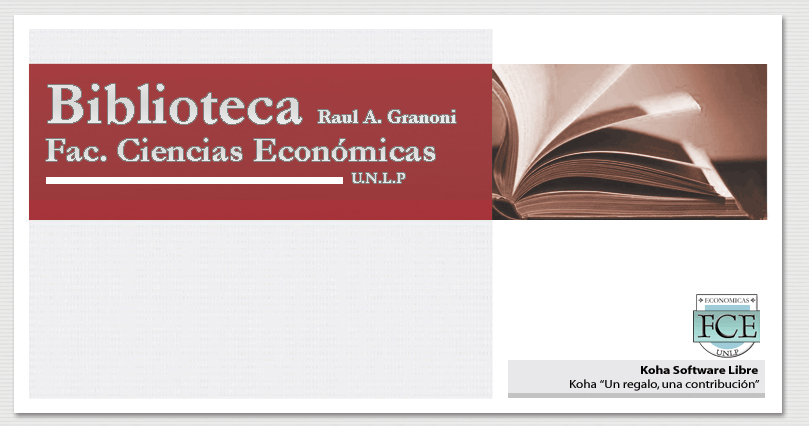 Biblioteca Raul A. Granoni
Fac. Ciencias Económicas
U.N.L.P
ECONOMICAS
FCE
UNLP
Koha Software Libre
Koha “Un regalo, una contribución”